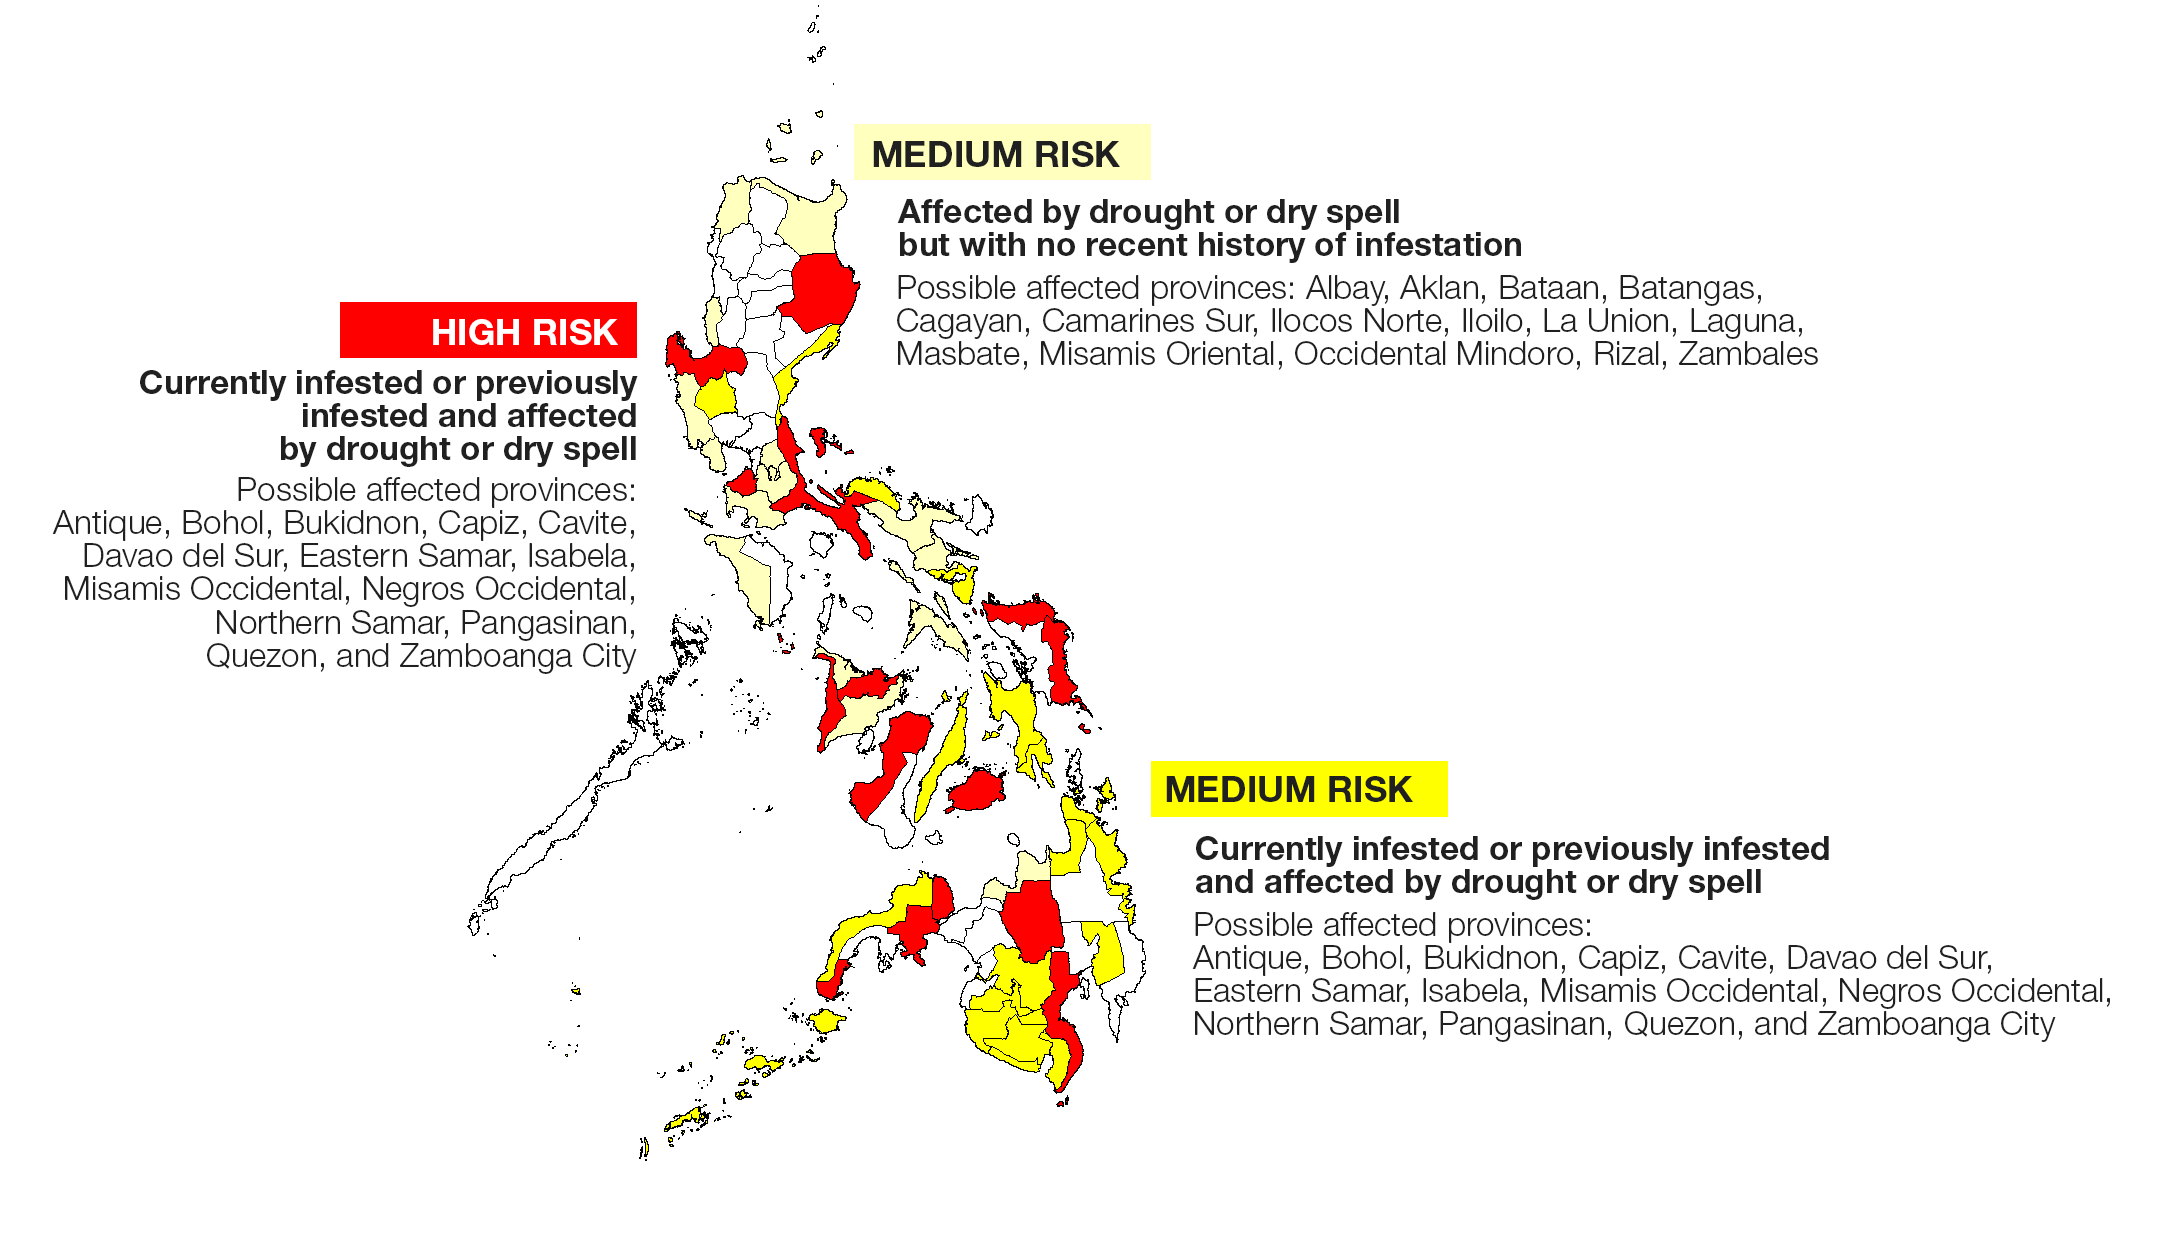 MEDIUM RISK
Affected by drought or dry spell
but with no recent history of infestation
Possible affected provinces: Albay, Aklan, Bataan, Batangas,
Cagayan, Camarines Sur, Ilocos Norte, Iloilo, La Union, Laguna,
Masbate, Misamis Oriental, Occidental Mindoro, Rizal, Zambales
HIGH RISK
Currently infested or previously
infested and affected
by drought or dry spell
Possible affected provinces:
Antique, Bohol, Bukidnon, Capiz, Cavite,
Davao del Sur, Eastern Samar, Isabela,
Misamis Occidental, Negros Occidental,
Northern Samar, Pangasinan,
Quezon, and Zamboanga City
MEDIUM RISK
Currently infested or previously infested
and affected by drought or dry spell
Possible affected provinces:
Antique, Bohol, Bukidnon, Capiz, Cavite, Davao del Sur,
Eastern Samar, Isabela, Misamis Occidental, Negros Occidental,
Northern Samar, Pangasinan, Quezon, and Zamboanga City